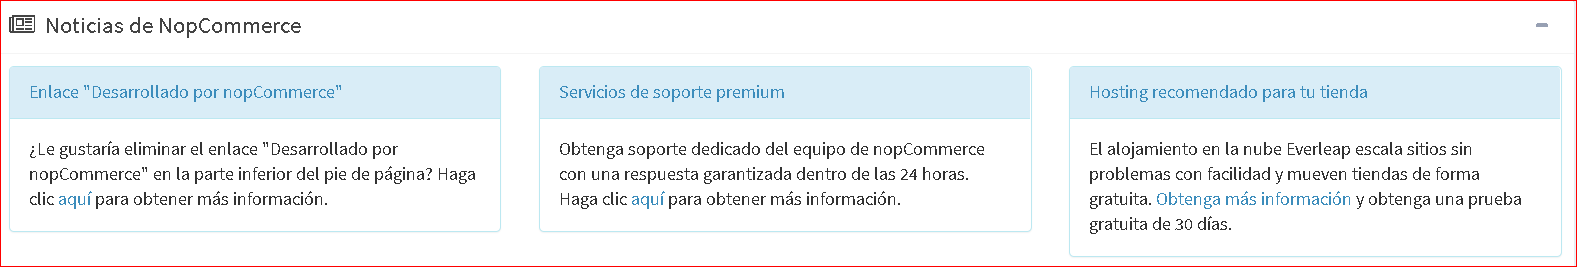 Noticias de NopCommerce
Enlace "Desarrollado por nopCommerce"
¿Le gustaría eliminar el enlace "Desarrollado por
nopCommerce" en la parte inferior del pie de página? Haga
clic aquí para obtener más información.
Servicios de soporte premium
Obtenga soporte dedicado del equipo de nopCommerce
con una respuesta garantizada dentro de las 24 horas.
Haga clic aquí para obtener más información.
Hosting recomendado para tu tienda
El alojamiento en la nube Everleap escala sitios sin
problemas con facilidad y mueven tiendas de forma
gratuita. Obtenga más información y obtenga una prueba
gratuita de 30 días.